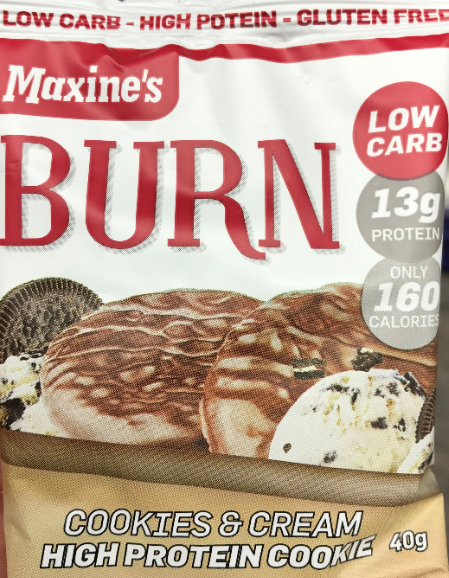 LOW CARB - HIGH POTEIN - GLUTEN FREE
Maxine's
BURN
LOW
CARB
13g
PROTEIN
ONLY
160
CALORIES
COOKIES & CREAM
HIGH PROTEIN COOKIE 40g